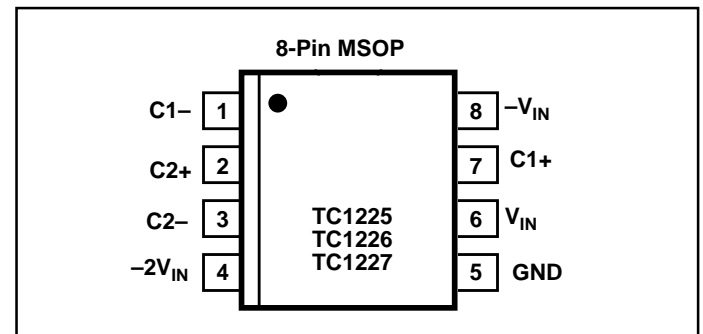 8-Pin MSOP
C1– 1
C2+ 2
C2– 3
–2VIN 4
8 –VIN
7 C1+
6 VIN
5 GND
TC1225
TC1226
TC1227